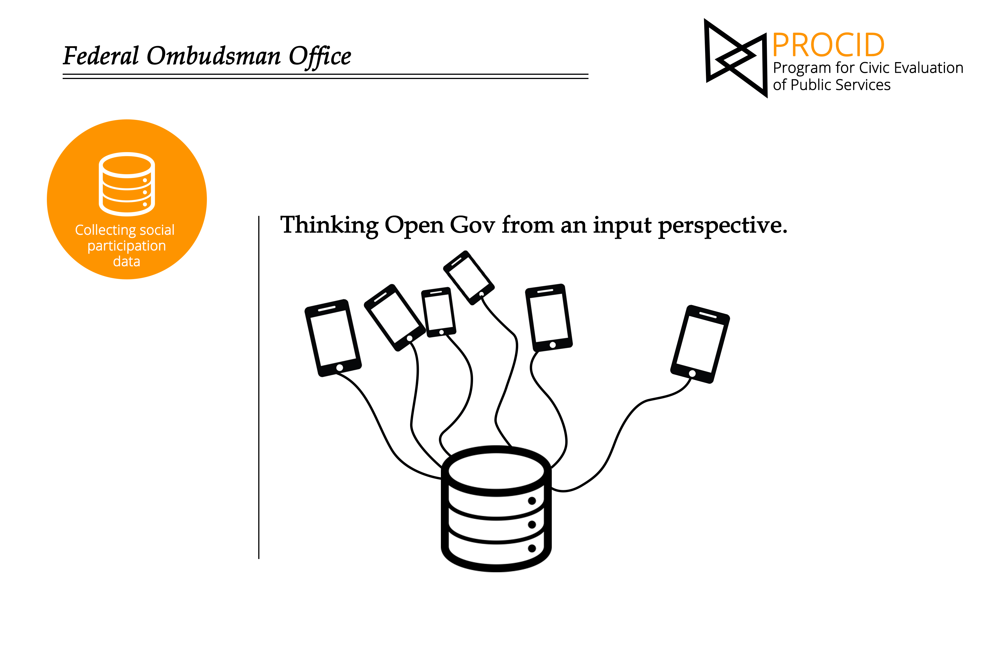 Federal Ombudsman Office
PROCID
Program for Civic Evaluation
of Public Services
Collecting social
participation
data
Thinking Open Gov from an input perspective.